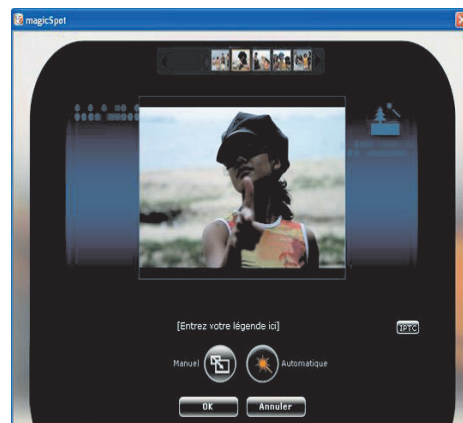 magicSpot
[Entrez votre légende ici]
IPTC
Manuel
Automatique
OK
Annuler